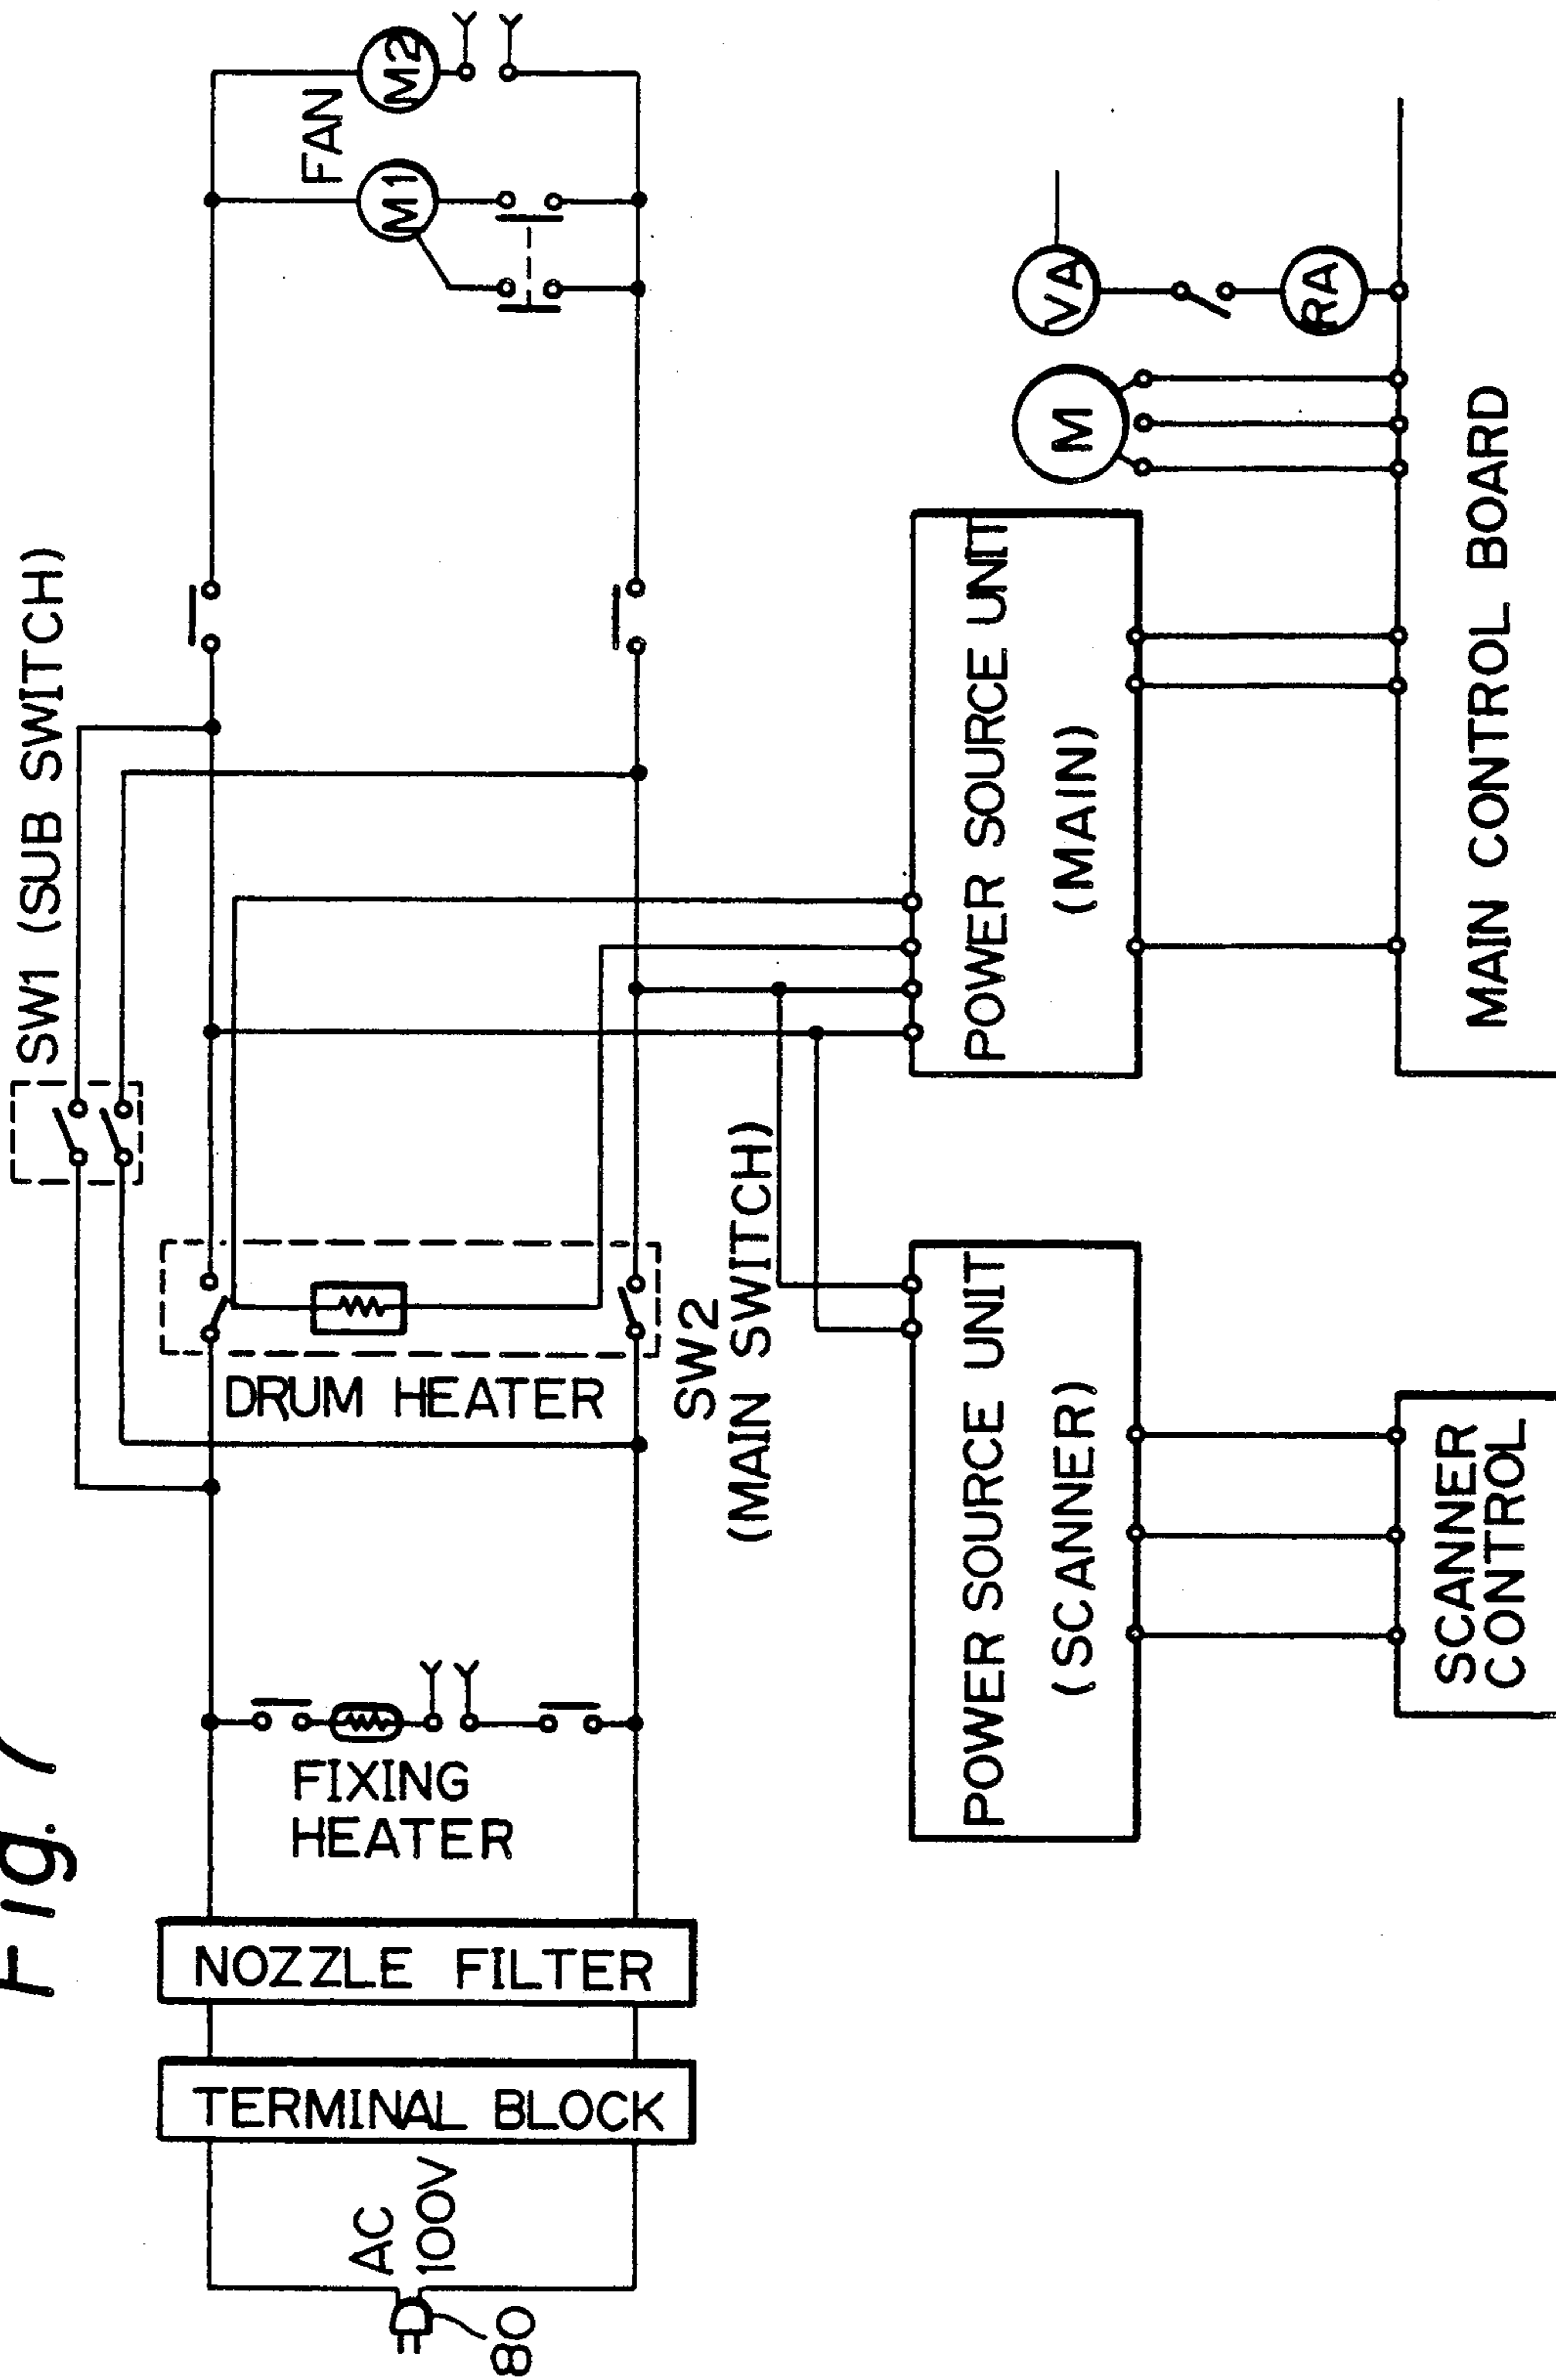 Fig. 7
SW1 (SUB SWITCH)
AC
100V
80
TERMINAL BLOCK
NOZZLE FILTER
FIXING
HEATER
DRUM HEATER
SW2
(MAIN SWITCH)
FAN
M1
M2
POWER SOURCE UNIT
(SCANNER)
POWER SOURCE UNIT
(MAIN)
M
VA
RA
SCANNER
CONTROL
MAIN CONTROL BOARD